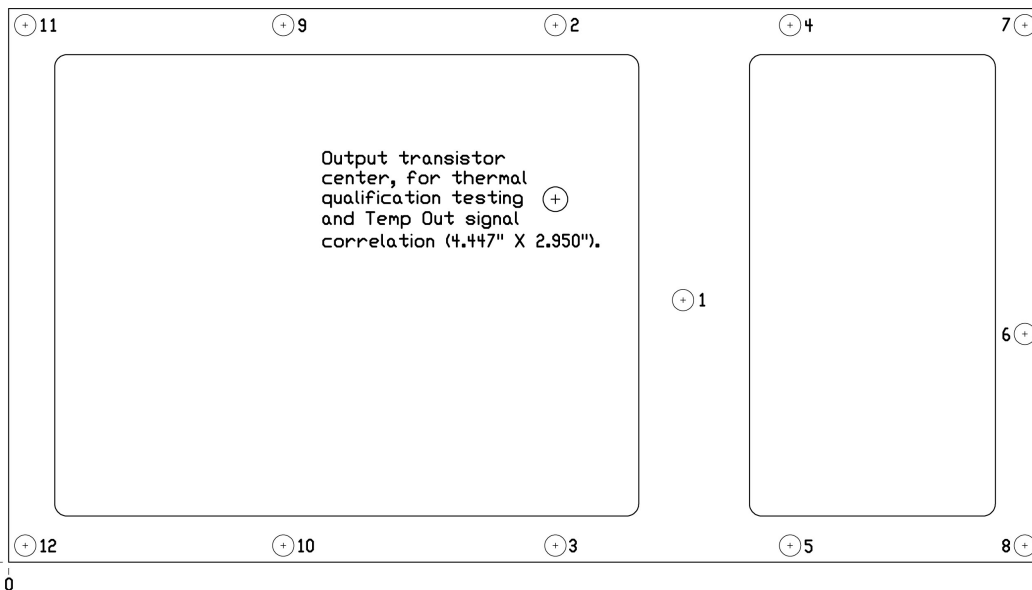 11 9 2 4 7
Output transistor
center, for thermal
qualification testing
and Temp Out signal
correlation (4.447" X 2.950").
1
6
12 10 3 5 8
0